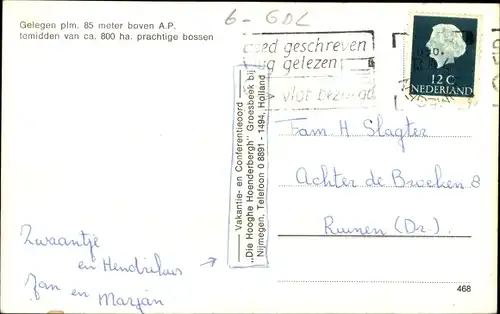 Gelegen plm. 85 meter boven A.P.
temidden van ca. 800 ha. prachtige bossen
6 - GDL
goed geschreven
vlug gelezen
vlot bezorgd
12 C
NEDERLAND
Vakantie- en Conferentieoord
„Die Hooghe Hoenderbergh" Groesbeek bij
Nijmegen, Telefoon 0 8891 - 1494, Holland
Fam. H. Slagter
Achter de Broeken 8
Ruinen (Dr.)
Zwaantje
en Hendrikus
Jan en Marjan
468